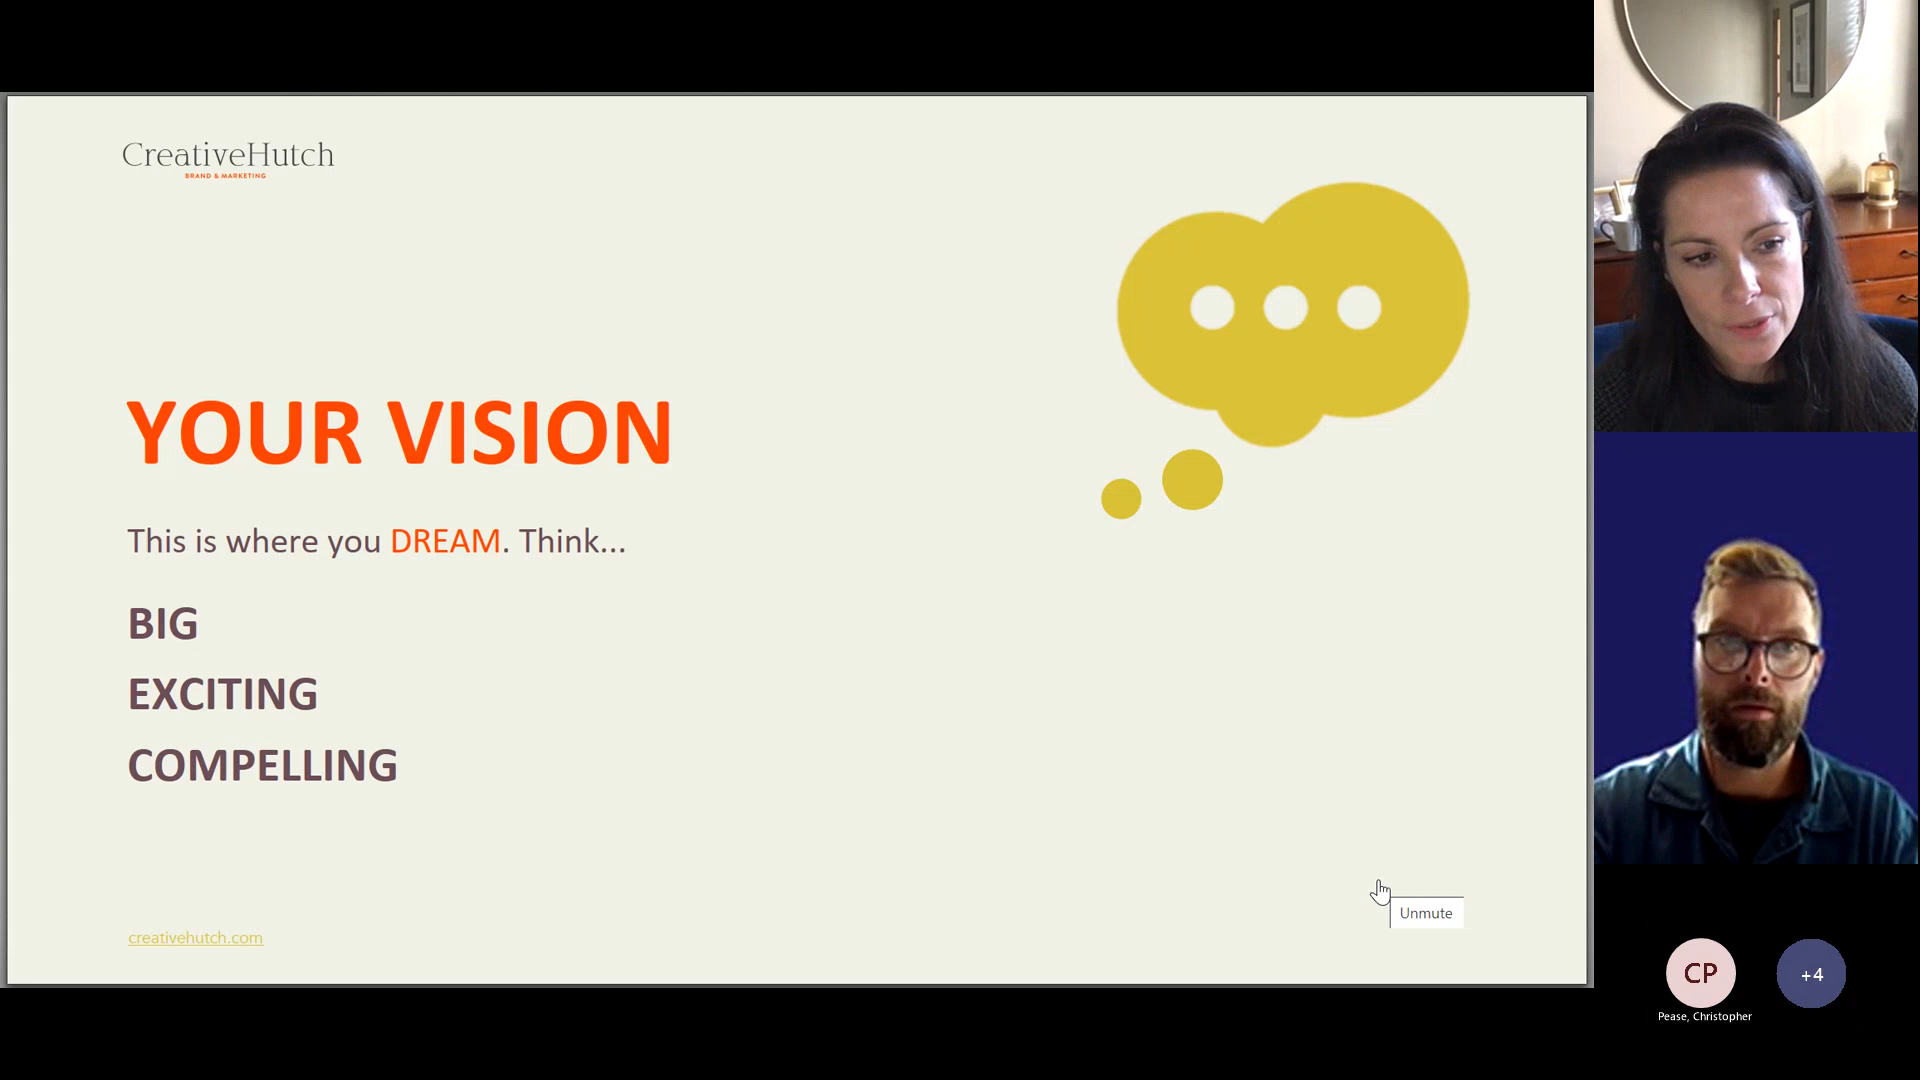 CreativeHutch
BRAND & MARKETING
YOUR VISION
This is where you DREAM. Think...
BIG
EXCITING
COMPELLING
Unmute
creativehutch.com
CP
+4
Pease, Christopher